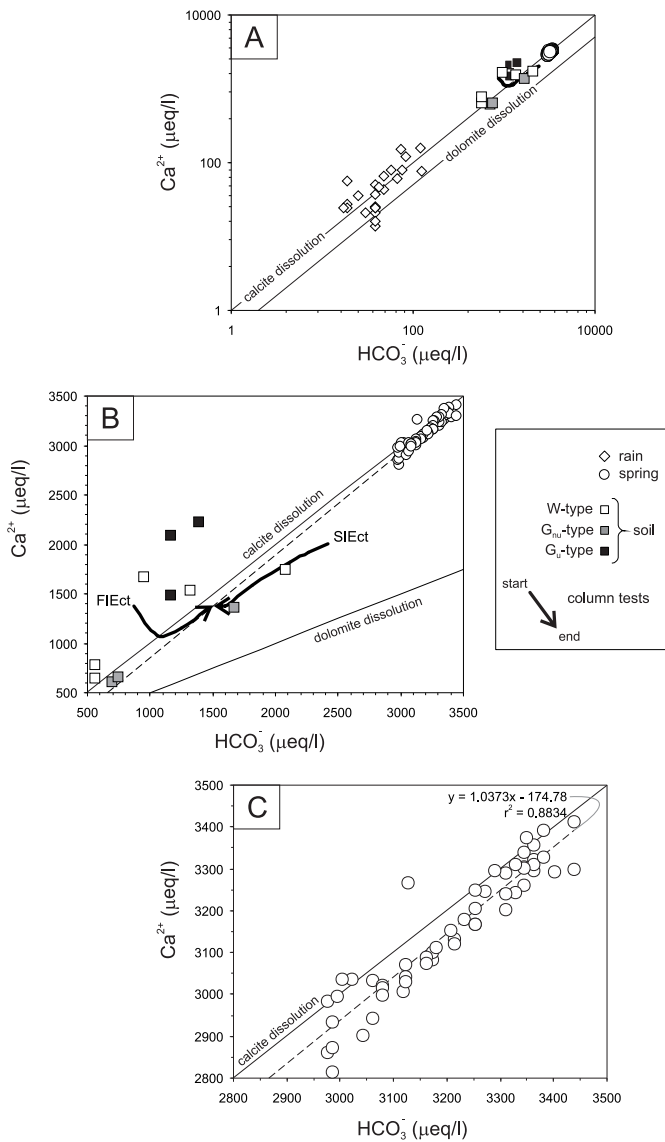 A
10000
100
1
Ca²⁺ (μeq/l)
calcite dissolution
dolomite dissolution
1
100
10000
HCO₃⁻ (μeq/l)
B
3500
3000
2500
2000
1500
1000
500
Ca²⁺ (μeq/l)
calcite dissolution
SIEct
FIEct
dolomite dissolution
500
1000
1500
2000
2500
3000
3500
HCO₃⁻ (μeq/l)
rain
spring
W-type
Gₙᵤ-type
Gᵤ-type
soil
start
column tests
end
C
3500
3400
3300
3200
3100
3000
2900
2800
Ca²⁺ (μeq/l)
y = 1.0373x - 174.78
r² = 0.8834
calcite dissolution
2800
2900
3000
3100
3200
3300
3400
3500
HCO₃⁻ (μeq/l)